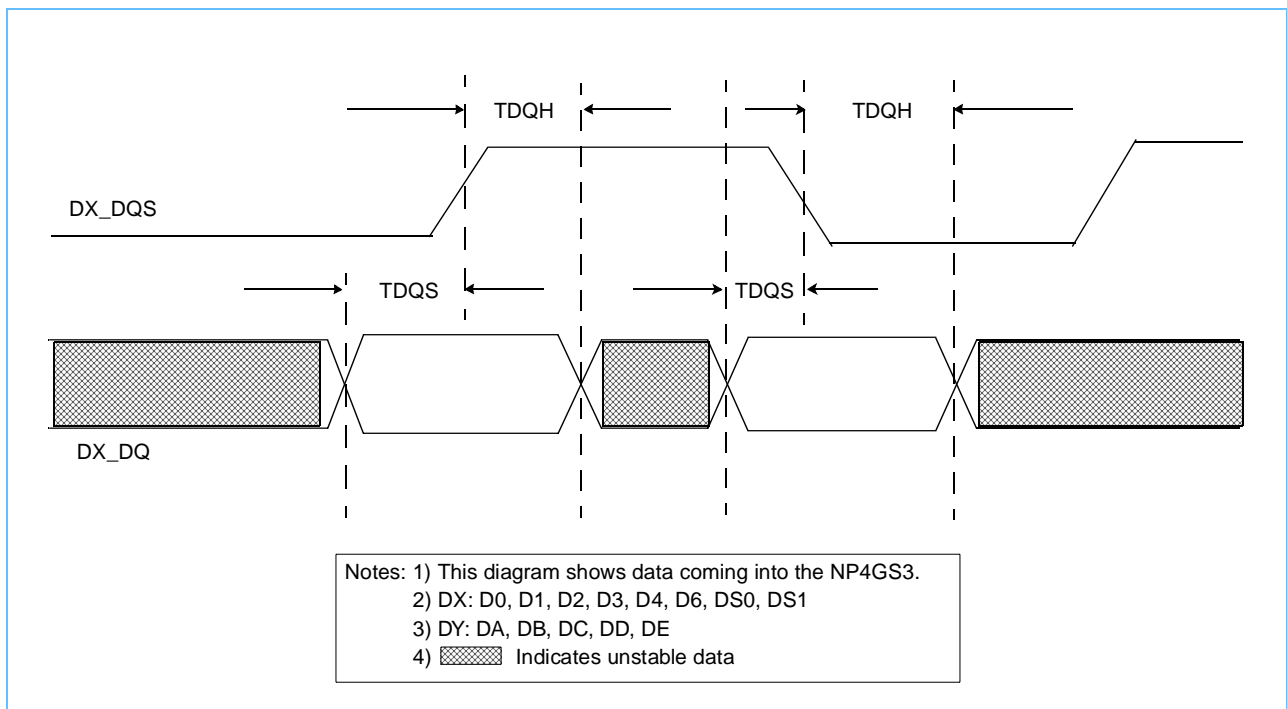 TDQH TDQH
DX_DQS
TDQS TDQS
DX_DQ
Notes: 1) This diagram shows data coming into the NP4GS3.
2) DX: D0, D1, D2, D3, D4, D6, DS0, DS1
3) DY: DA, DB, DC, DD, DE
4) Indicates unstable data